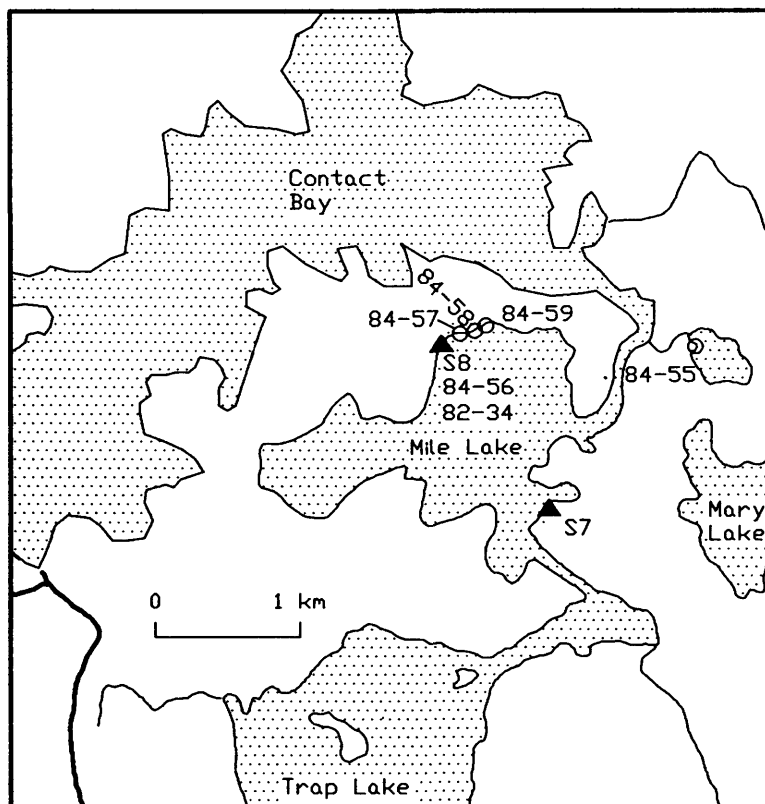 Contact
Bay
84-58
84-57
84-59
S8
84-56
82-34
84-55
Mile Lake
Mary
Lake
S7
0 1 km
Trap Lake